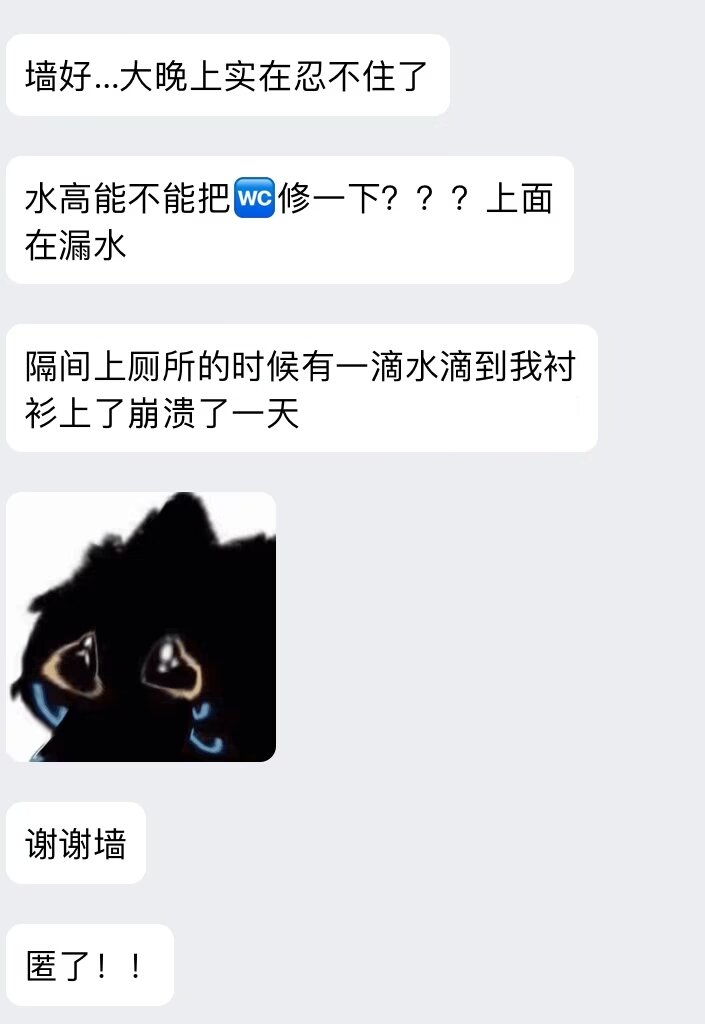 墙好...大晚上实在忍不住了
水高能不能把🚾修一下？？？上面
在漏水
隔间上厕所的时候有一滴水滴到我衬
衫上了崩溃了一天
谢谢墙
匿了！！